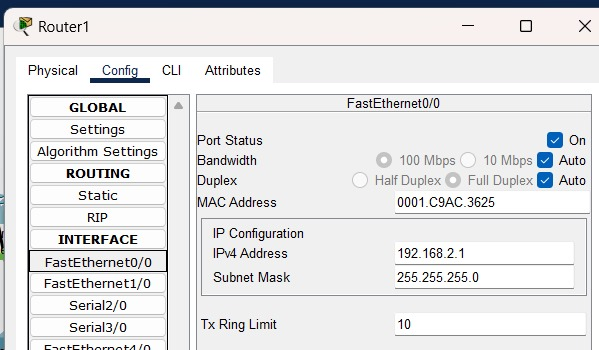 Router1
Physical Config CLI Attributes
GLOBAL
Settings
Algorithm Settings
ROUTING
Static
RIP
INTERFACE
FastEthernet0/0
FastEthernet1/0
Serial2/0
Serial3/0
FastEthernet4/0
FastEthernet0/0
Port Status On
Bandwidth 100 Mbps 10 Mbps Auto
Duplex Half Duplex Full Duplex Auto
MAC Address 0001.C9AC.3625
IP Configuration
IPv4 Address 192.168.2.1
Subnet Mask 255.255.255.0
Tx Ring Limit 10